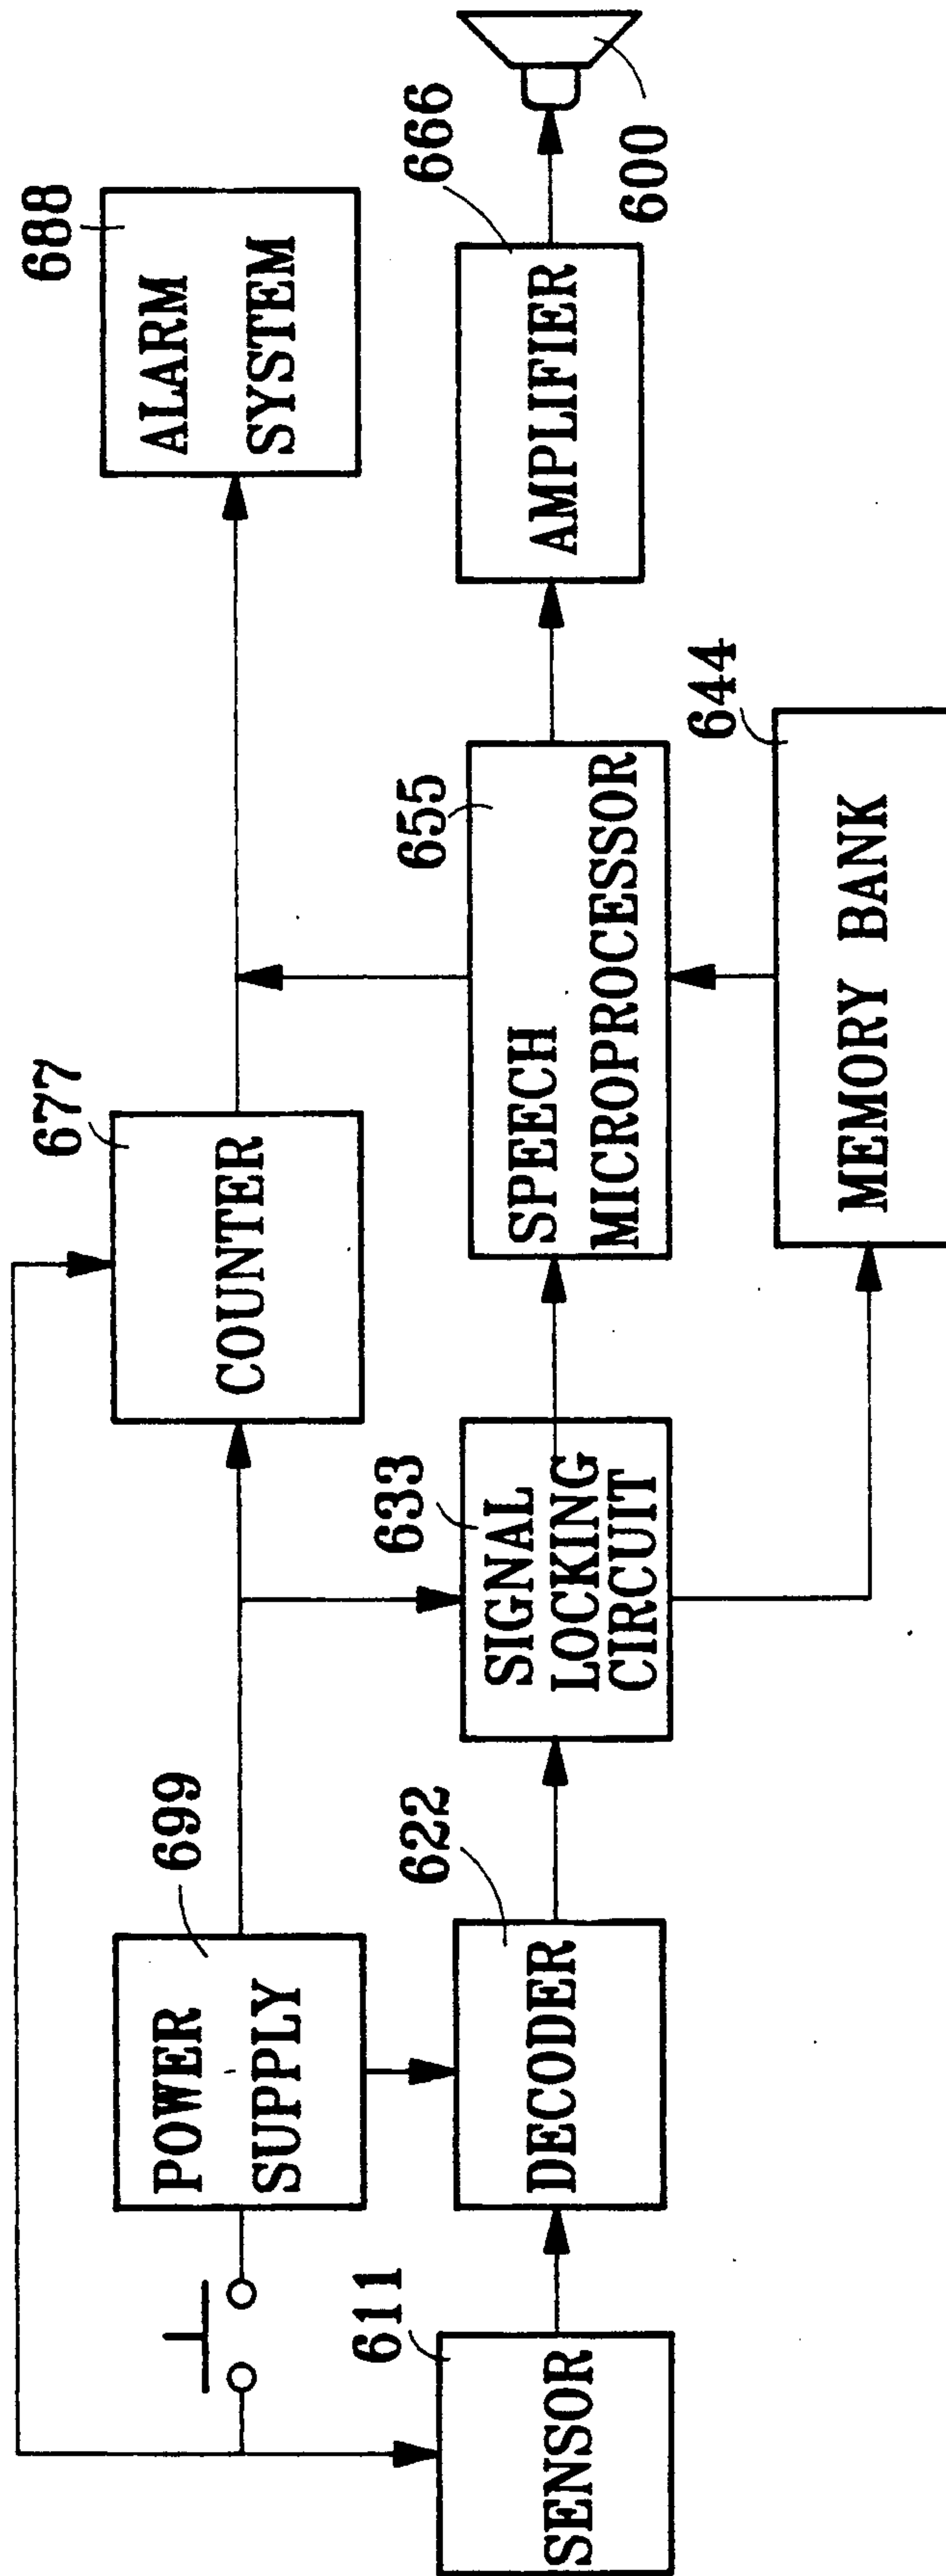 688
ALARM
SYSTEM
677
COUNTER
699
POWER
SUPPLY
666
AMPLIFIER
600
655
SPEECH
MICROPROCESSOR
633
SIGNAL
LOCKING
CIRCUIT
622
DECODER
611
SENSOR
644
MEMORY BANK